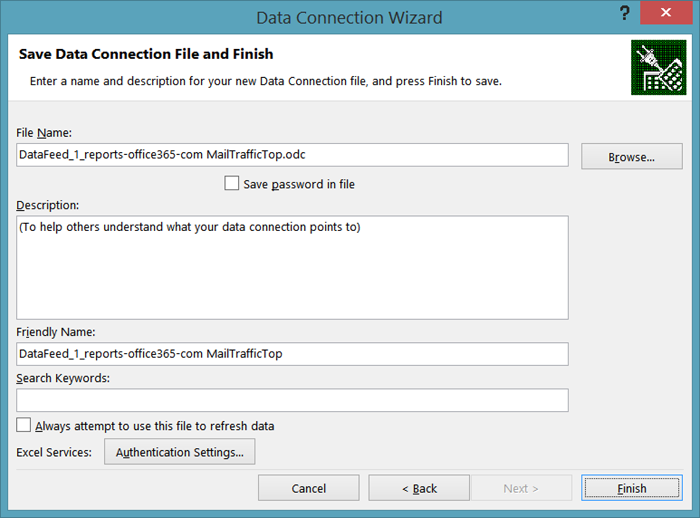 Data Connection Wizard
?
Save Data Connection File and Finish
Enter a name and description for your new Data Connection file, and press Finish to save.
File Name:
DataFeed_1_reports-office365-com MailTrafficTop.odc
Browse...
Save password in file
Description:
(To help others understand what your data connection points to)
Friendly Name:
DataFeed_1_reports-office365-com MailTrafficTop
Search Keywords:
Always attempt to use this file to refresh data
Excel Services: Authentication Settings...
Cancel < Back Next > Finish